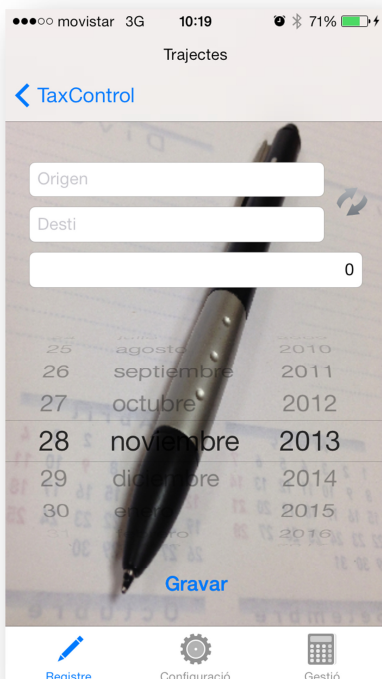 movistar 3G 10:19 71%
Trajectes
TaxControl
Origen
Desti
0
25 agosto 2010
26 septiembre 2011
27 octubre 2012
28 noviembre 2013
29 diciembre 2014
30 enero 2015
2016
Gravar
Registre Configuració Gestió